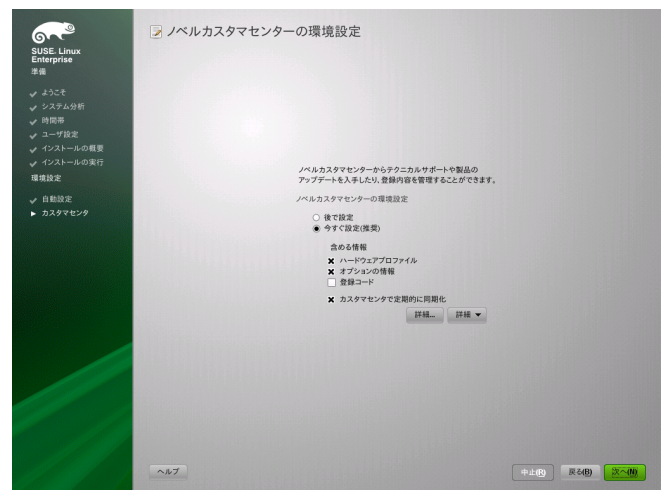 SUSE. Linux
Enterprise
準備
ようこそ
システム分析
時間帯
ユーザ設定
インストールの概要
インストールの実行
環境設定
自動設定
カスタマセンタ
ノベルカスタマセンターの環境設定
ノベルカスタマセンターからテクニカルサポートや製品の
アップデートを入手したり、登録内容を管理することができます。
ノベルカスタマセンターの環境設定
後で設定
今すぐ設定(推奨)
含める情報
ハードウェアプロファイル
オプションの情報
登録コード
カスタマセンタで定期的に同期化
詳細... 詳細
ヘルプ 中止(R) 戻る(B) 次へ(N)